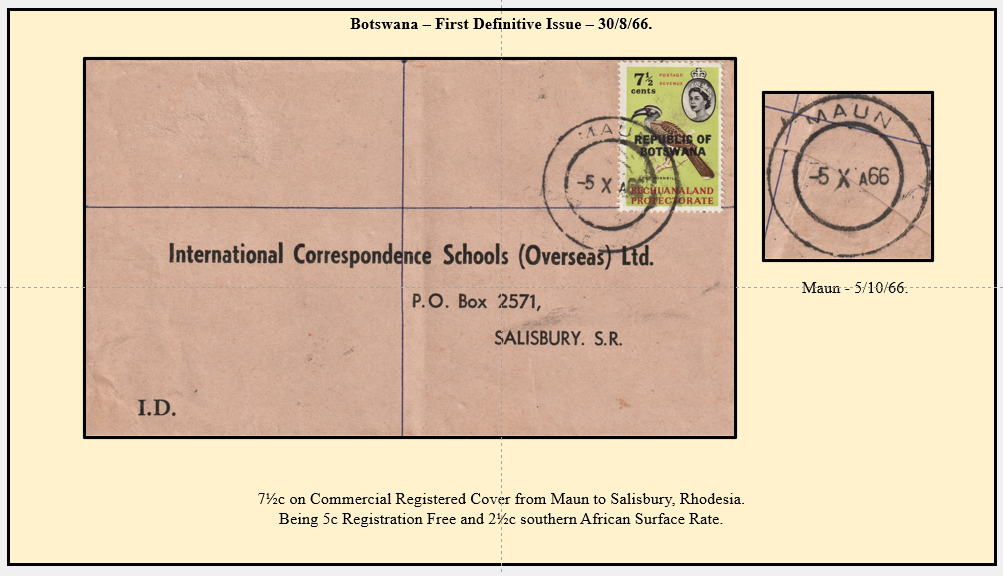 Botswana – First Definitive Issue – 30/8/66.
7½
cents
POSTAGE
REVENUE
REPUBLIC OF
BOTSWANA
BECHUANALAND
PROTECTORATE
MAUN
-5 X A66
International Correspondence Schools (Overseas) Ltd.
P.O. Box 2571,
SALISBURY. S.R.
I.D.
MAUN
-5 X A66
Maun - 5/10/66.
7½c on Commercial Registered Cover from Maun to Salisbury, Rhodesia.
Being 5c Registration Free and 2½c southern African Surface Rate.